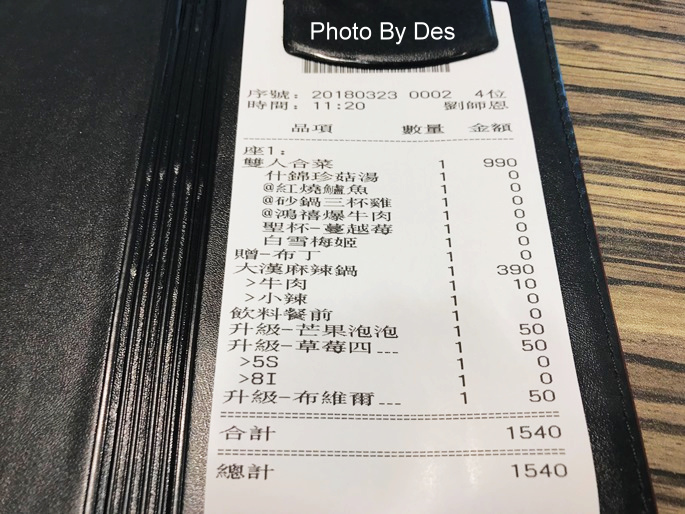 Photo By Des
序號: 20180323 0002 4位
時間: 11:20 劉師恩
品項 數量 金額
座1:
雙人合菜 1 990
什錦珍菇湯 1 0
@紅燒鱸魚 1 0
@砂鍋三杯雞 1 0
@鴻禧爆牛肉 1 0
聖杯-蔓越莓 1 0
白雪梅姬 1 0
贈-布丁 1 0
大漢麻辣鍋 1 390
>牛肉 1 10
>小辣 1 0
飲料餐前 1 0
升級-芒果泡泡 1 50
升級-草莓四... 1 50
>5S 1 0
>8I 1 0
升級-布維爾... 1 50
合計 1540
總計 1540